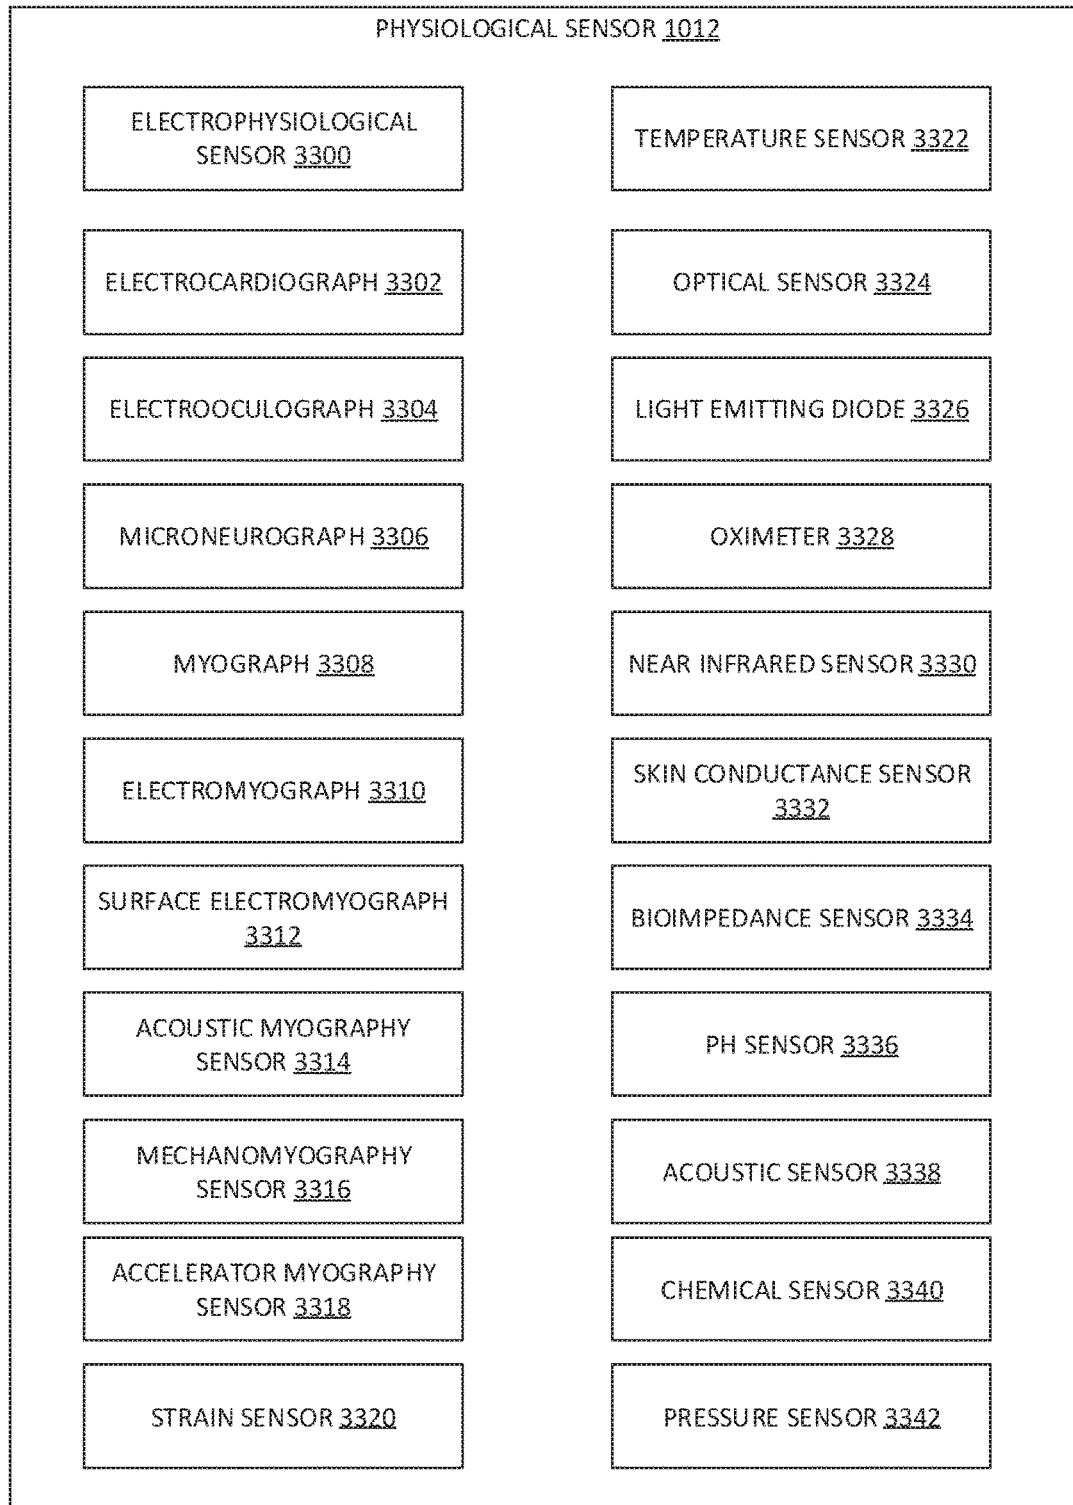 PHYSIOLOGICAL SENSOR 1012
ELECTROPHYSIOLOGICAL
SENSOR 3300
ELECTROCARDIOGRAPH 3302
ELECTROOCULOGRAPH 3304
MICRONEUROGRAPH 3306
MYOGRAPH 3308
ELECTROMYOGRAPH 3310
SURFACE ELECTROMYOGRAPH
3312
ACOUSTIC MYOGRAPHY
SENSOR 3314
MECHANOMYOGRAPHY
SENSOR 3316
ACCELERATOR MYOGRAPHY
SENSOR 3318
STRAIN SENSOR 3320
TEMPERATURE SENSOR 3322
OPTICAL SENSOR 3324
LIGHT EMITTING DIODE 3326
OXIMETER 3328
NEAR INFRARED SENSOR 3330
SKIN CONDUCTANCE SENSOR
3332
BIOIMPEDANCE SENSOR 3334
PH SENSOR 3336
ACOUSTIC SENSOR 3338
CHEMICAL SENSOR 3340
PRESSURE SENSOR 3342